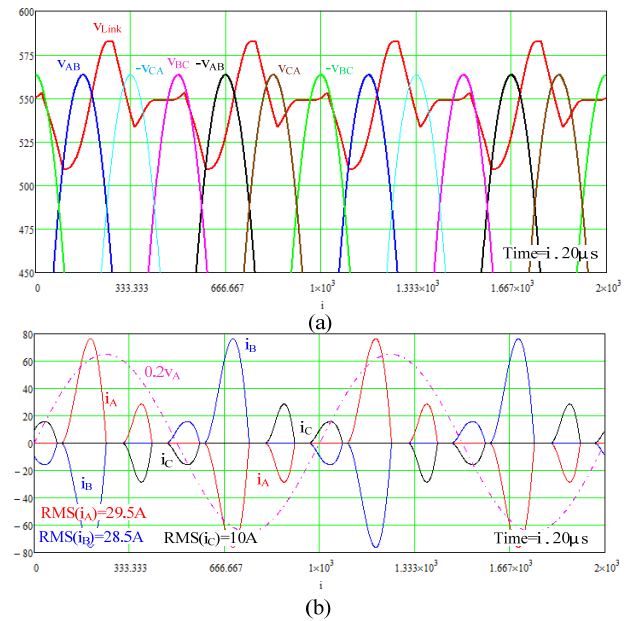 600
575
550
525
500
475
450
vLink
vAB
-vCA
vBC
-vAB
vCA
-vBC
Time=i.20μs
0
333.333
666.667
1×10³
1.333×10³
1.667×10³
2×10³
i
(a)
80
60
40
20
0
−20
−40
−60
−80
0.2vA
iA
iB
iC
iB
iC
iA
RMS(iA)=29.5A
RMS(iB)=28.5A
RMS(iC)=10A
Time=i.20μs
0
333.333
666.667
1×10³
1.333×10³
1.667×10³
2×10³
i
(b)